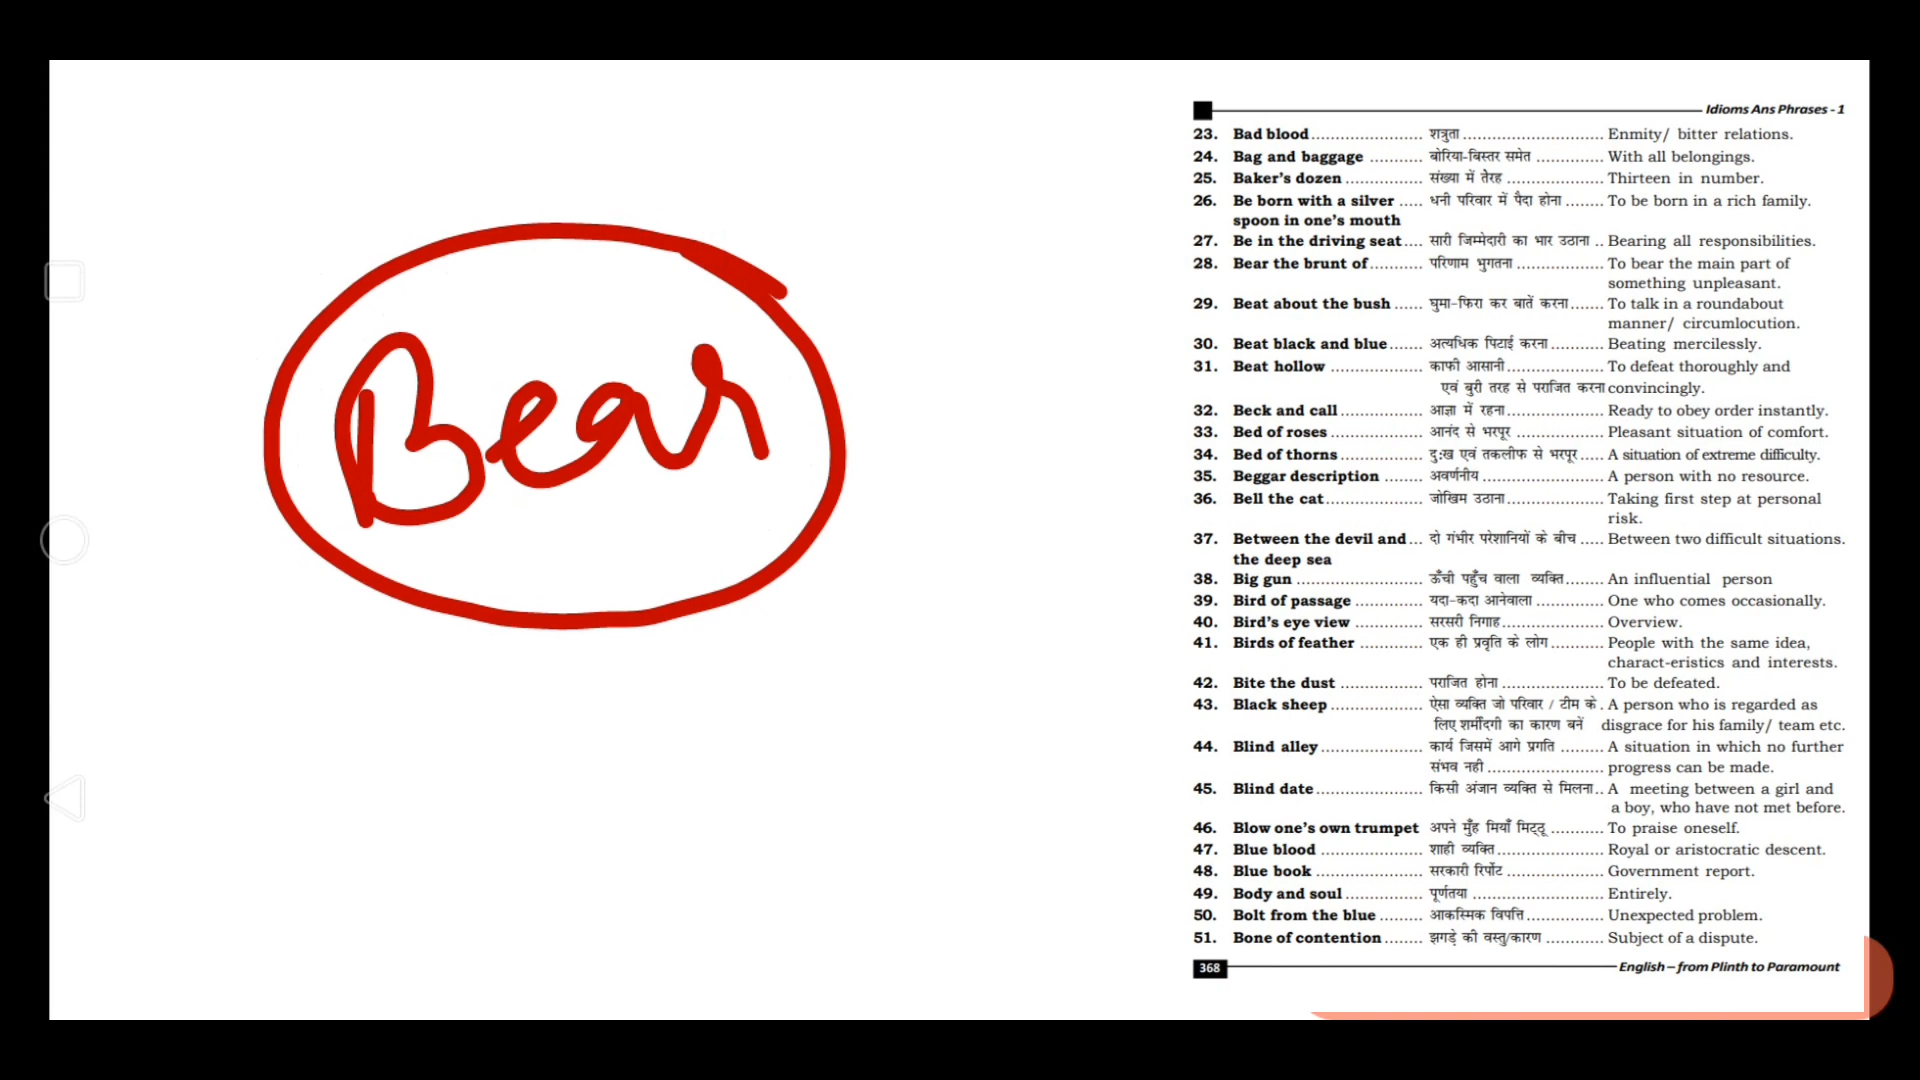 Bear
Idioms Ans Phrases - 1
23. Bad blood ....................... शत्रुता ............................. Enmity/ bitter relations.
24. Bag and baggage ........... बोरिया-बिस्तर समेत .............. With all belongings.
25. Baker's dozen ................ संख्या में तेरह .................... Thirteen in number.
26. Be born with a silver ..... धनी परिवार में पैदा होना ........ To be born in a rich family.
spoon in one's mouth
27. Be in the driving seat .... सारी जिम्मेदारी का भार उठाना .. Bearing all responsibilities.
28. Bear the brunt of ........... परिणाम भुगतना .................. To bear the main part of
something unpleasant.
29. Beat about the bush ...... घुमा-फिरा कर बातें करना ....... To talk in a roundabout
manner/ circumlocution.
30. Beat black and blue ....... अत्यधिक पिटाई करना ........... Beating mercilessly.
31. Beat hollow ................... काफी आसानी .................... To defeat thoroughly and
एवं बुरी तरह से पराजित करना convincingly.
32. Beck and call ................. आज्ञा में रहना .................... Ready to obey order instantly.
33. Bed of roses ................... आनंद से भरपूर .................. Pleasant situation of comfort.
34. Bed of thorns ................. दु:ख एवं तकलीफ से भरपूर ..... A situation of extreme difficulty.
35. Beggar description ........ अवर्णनीय ......................... A person with no resource.
36. Bell the cat .................... जोखिम उठाना .................... Taking first step at personal
risk.
37. Between the devil and ... दो गंभीर परेशानियों के बीच ..... Between two difficult situations.
the deep sea
38. Big gun .......................... ऊँची पहुँच वाला व्यक्ति ........ An influential person
39. Bird of passage .............. यदा-कदा आनेवाला .............. One who comes occasionally.
40. Bird's eye view .............. सरसरी निगाह ..................... Overview.
41. Birds of feather ............. एक ही प्रवृति के लोग ........... People with the same idea,
charact-eristics and interests.
42. Bite the dust ................. पराजित होना ..................... To be defeated.
43. Black sheep ................... ऐसा व्यक्ति जो परिवार / टीम के . A person who is regarded as
लिए शर्मींदगी का कारण बनें disgrace for his family/ team etc.
44. Blind alley ..................... कार्य जिसमें आगे प्रगति ......... A situation in which no further
संभव नही ........................ progress can be made.
45. Blind date ...................... किसी अंजान व्यक्ति से मिलना .. A meeting between a girl and
a boy, who have not met before.
46. Blow one's own trumpet अपने मुँह मियाँ मिट्ठू ........... To praise oneself.
47. Blue blood ..................... शाही व्यक्ति ...................... Royal or aristocratic descent.
48. Blue book ...................... सरकारी रिर्पोट .................... Government report.
49. Body and soul ................ पूर्णतया ........................... Entirely.
50. Bolt from the blue ......... आकस्मिक विपत्ति ................ Unexpected problem.
51. Bone of contention ........ झगड़े की वस्तु/कारण ............ Subject of a dispute.
368 English – from Plinth to Paramount